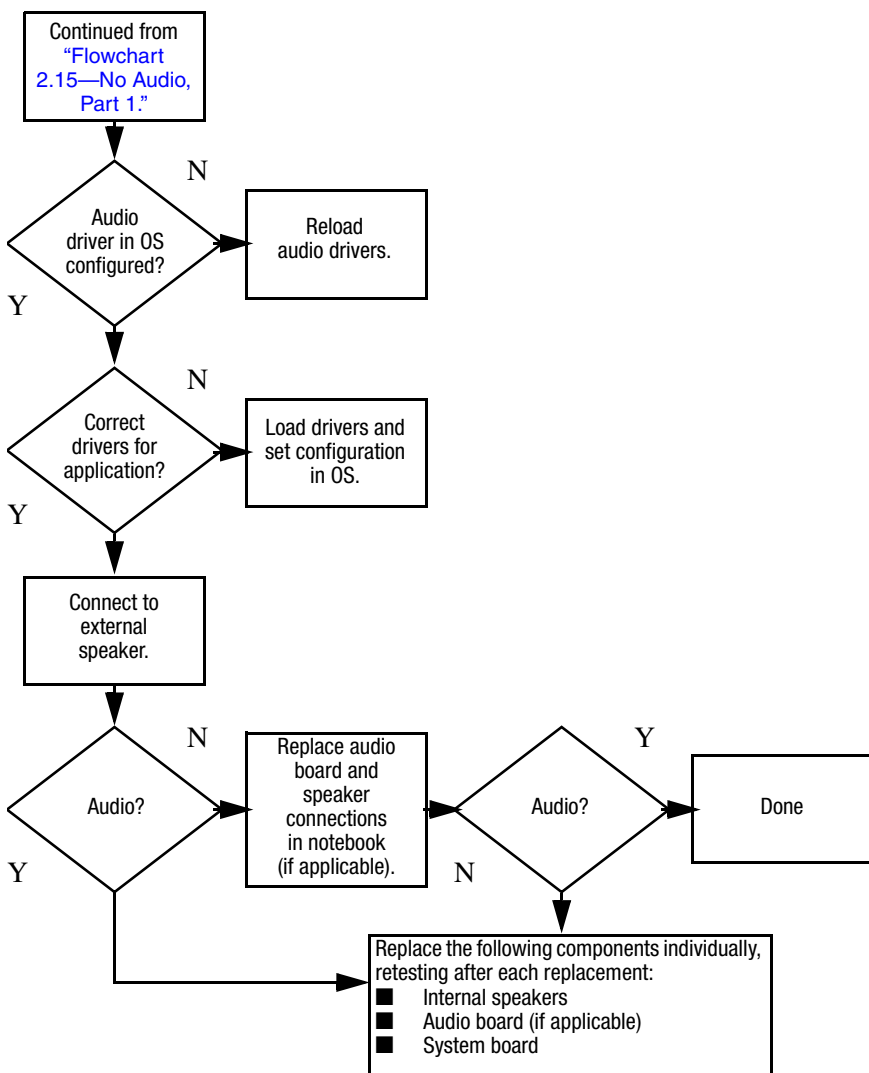 Continued from
“Flowchart
2.15—No Audio,
Part 1.”
N
Audio
driver in OS
configured?
Reload
audio drivers.
Y
N
Correct
drivers for
application?
Load drivers and
set configuration
in OS.
Y
Connect to
external
speaker.
N
Audio?
Replace audio
board and
speaker
connections
in notebook
(if applicable).
Y
Audio?
Done
Y
N
Replace the following components individually,
retesting after each replacement:
■ Internal speakers
■ Audio board (if applicable)
■ System board